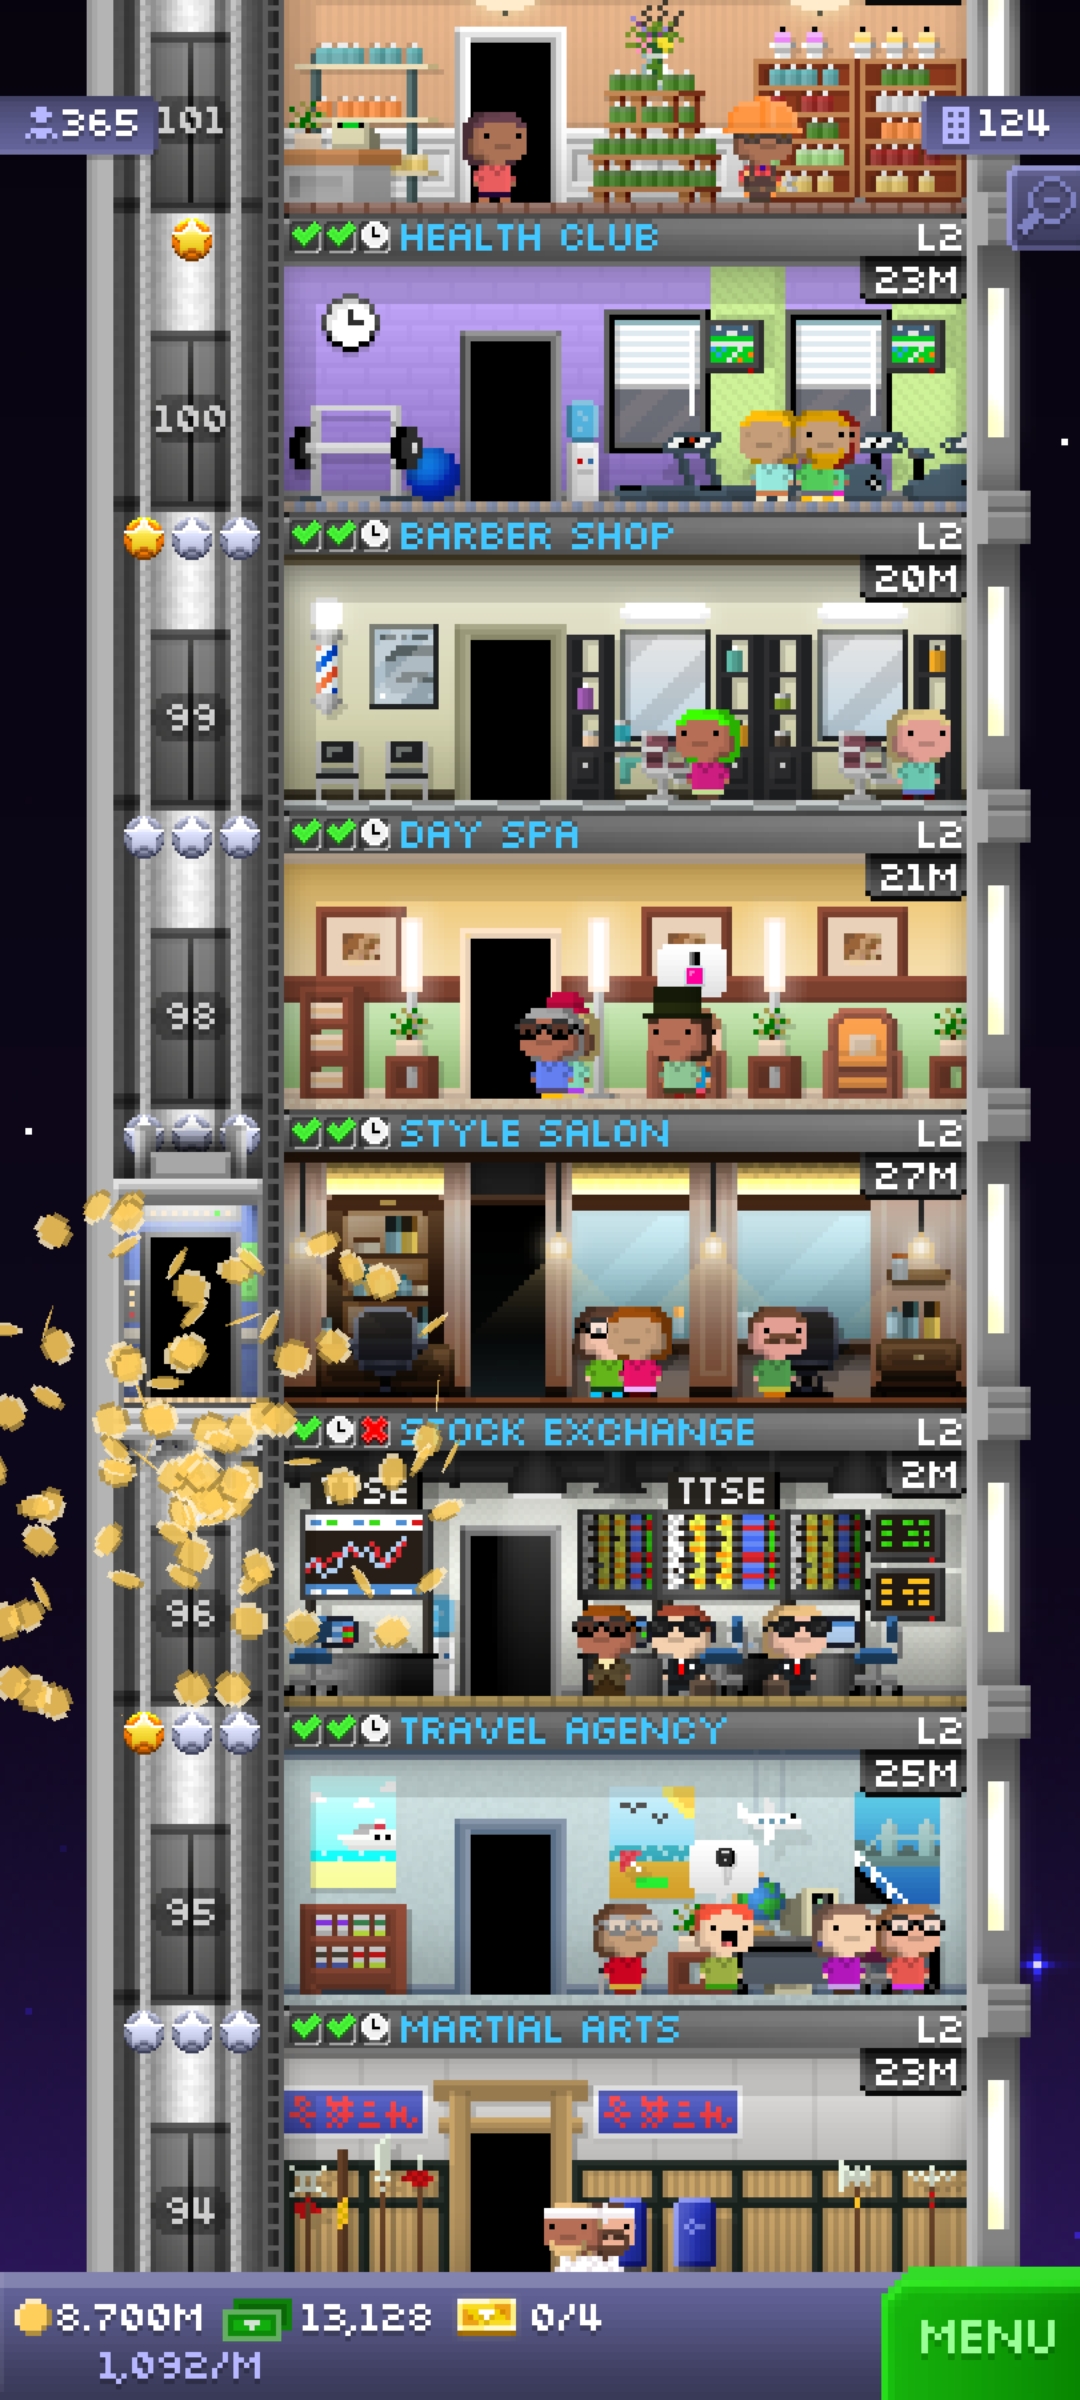 365
101
124
HEALTH CLUB L2
23M
100
BARBER SHOP L2
20M
99
DAY SPA L2
21M
98
STYLE SALON L2
27M
STOCK EXCHANGE L2
2M
TTSE
96
TRAVEL AGENCY L2
25M
95
MARTIAL ARTS L2
23M
94
8.700M 13,128 0/4
1,092/M
MENU